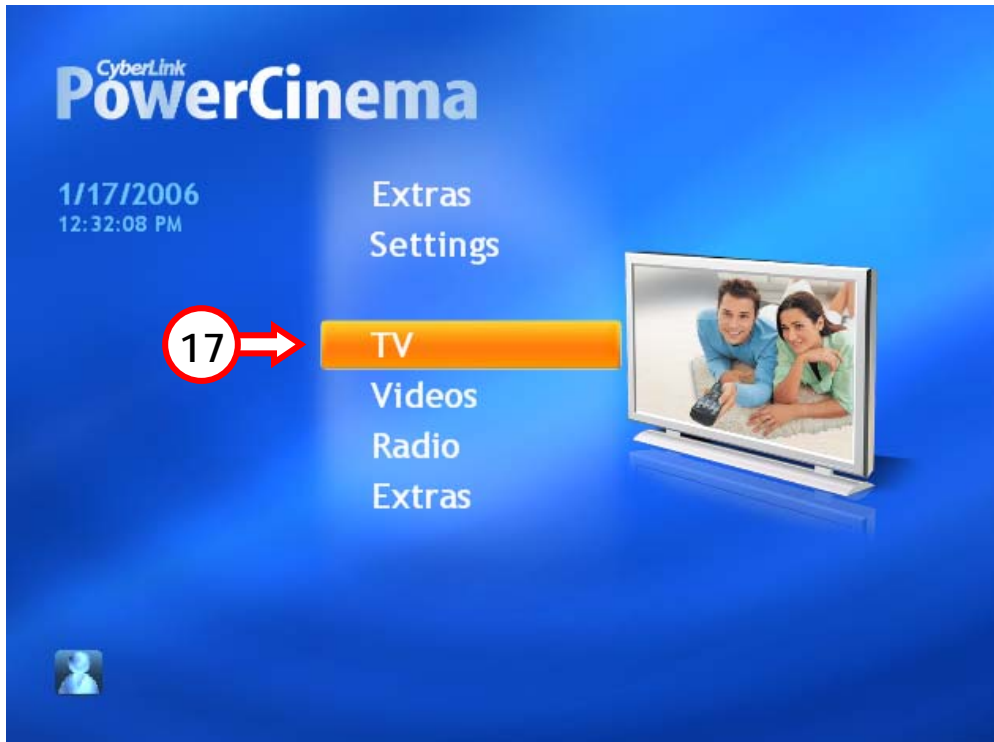 CyberLink
PowerCinema
1/17/2006
12:32:08 PM
Extras
Settings
17
TV
Videos
Radio
Extras